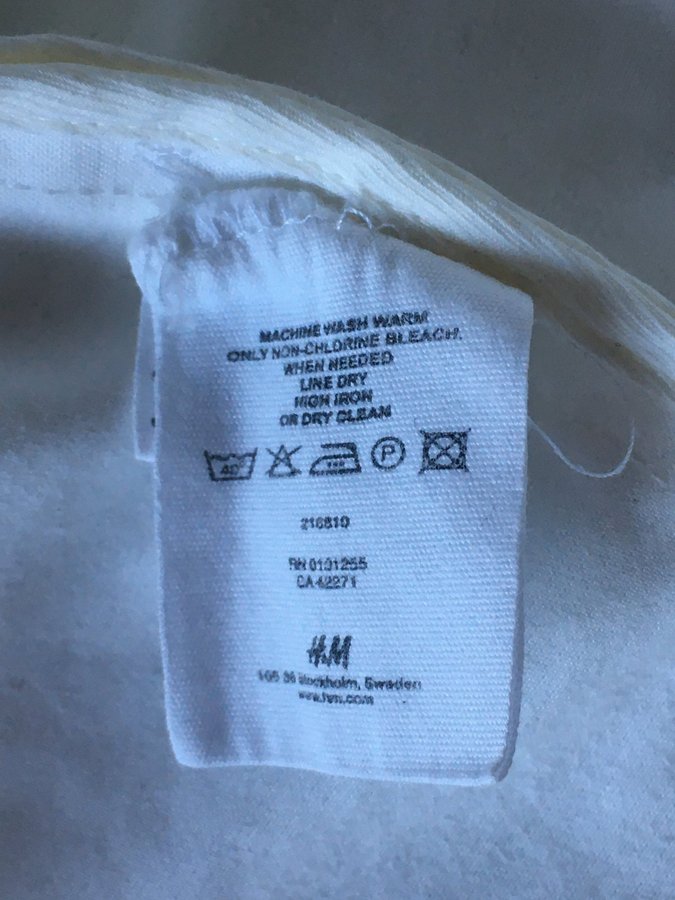 MACHINE WASH WARM
ONLY NON-CHLORINE BLEACH.
WHEN NEEDED
LINE DRY
HIGH IRON
OR DRY CLEAN
40°
P
216810
RN 0101255
CA 42271
H&M
106 38 Stockholm, Sweden
www.hm.com